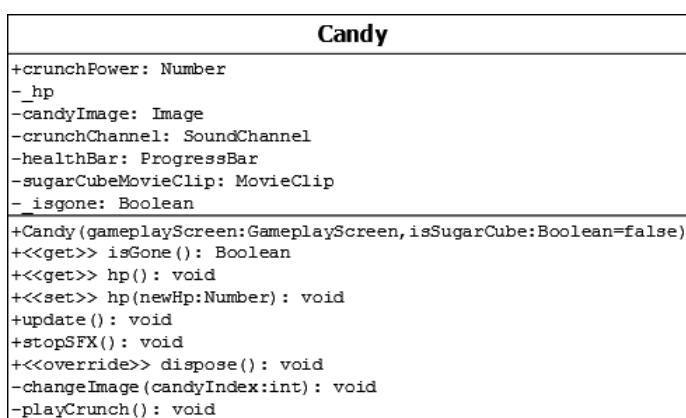 Candy
+crunchPower: Number
-_hp
-candyImage: Image
-crunchChannel: SoundChannel
-healthBar: ProgressBar
-sugarCubeMovieClip: MovieClip
-_isgone: Boolean
+Candy(gameplayScreen:GameplayScreen,isSugarCube:Boolean=false)
+<<get>> isGone(): Boolean
+<<get>> hp(): void
+<<set>> hp(newHp:Number): void
+update(): void
+stopSFX(): void
+<<override>> dispose(): void
-changeImage(candyIndex:int): void
-playCrunch(): void